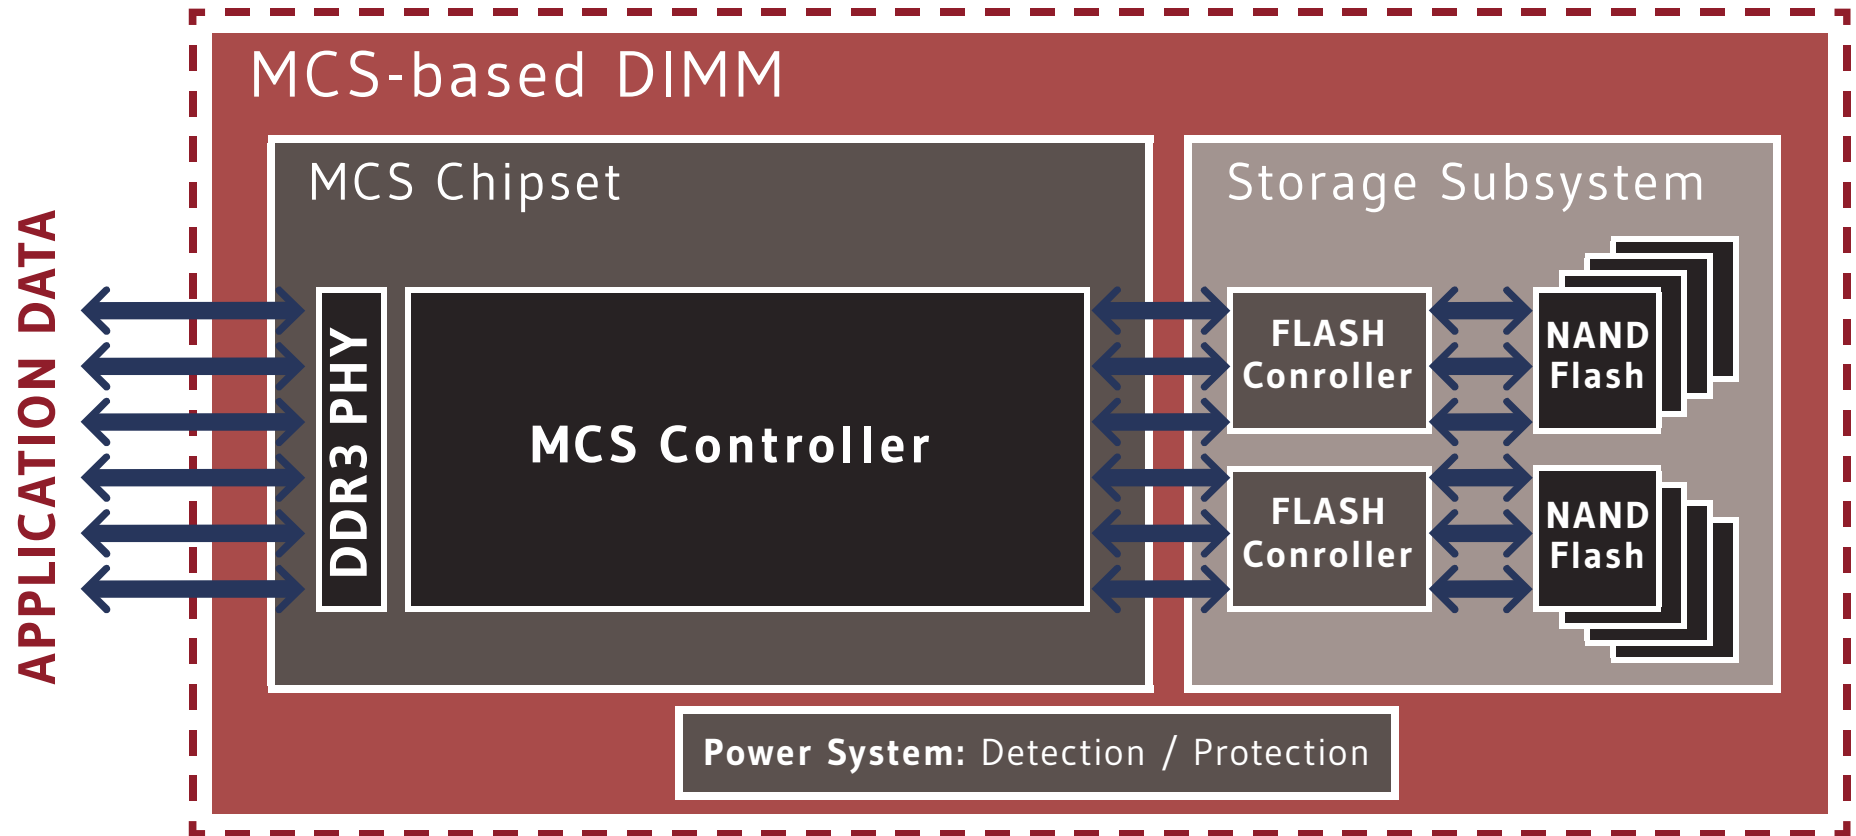 MCS-based DIMM
MCS Chipset
Storage Subsystem
APPLICATION DATA
DDR3 PHY
MCS Controller
FLASH
Conroller
NAND
Flash
FLASH
Conroller
NAND
Flash
Power System: Detection / Protection